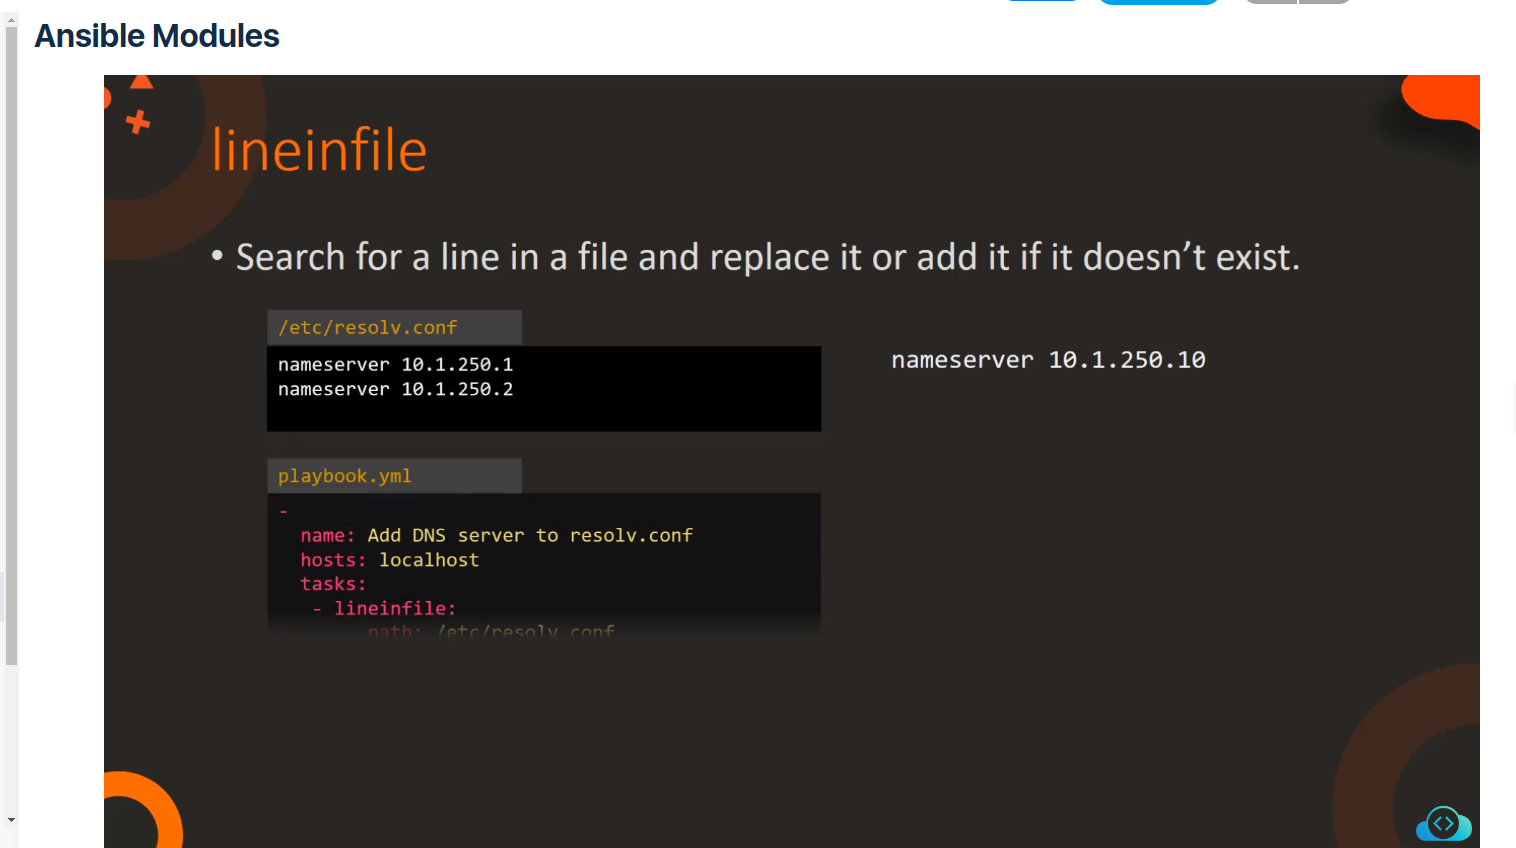 Ansible Modules
lineinfile
• Search for a line in a file and replace it or add it if it doesn’t exist.
/etc/resolv.conf
nameserver 10.1.250.1
nameserver 10.1.250.2
nameserver 10.1.250.10
playbook.yml
-
name: Add DNS server to resolv.conf
hosts: localhost
tasks:
- lineinfile:
path: /etc/resolv.conf